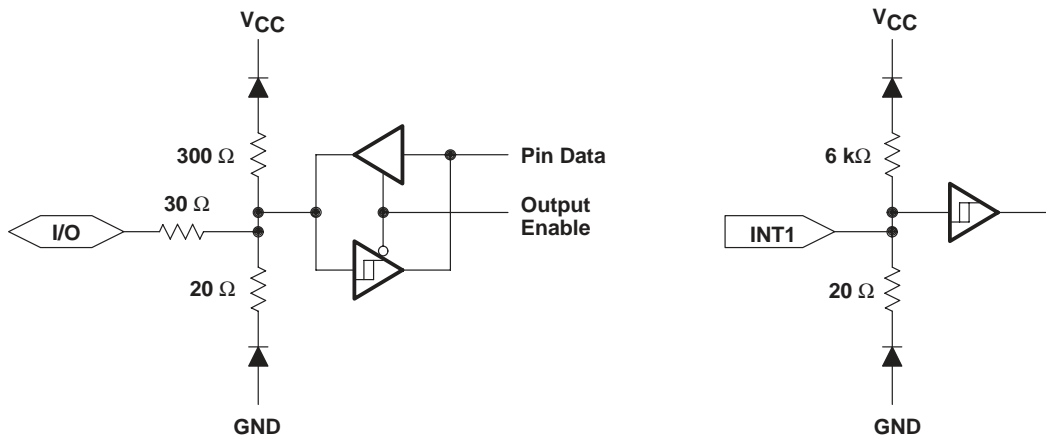 VCC
300 Ω
30 Ω
I/O
20 Ω
GND
Pin Data
Output
Enable
VCC
6 kΩ
INT1
20 Ω
GND